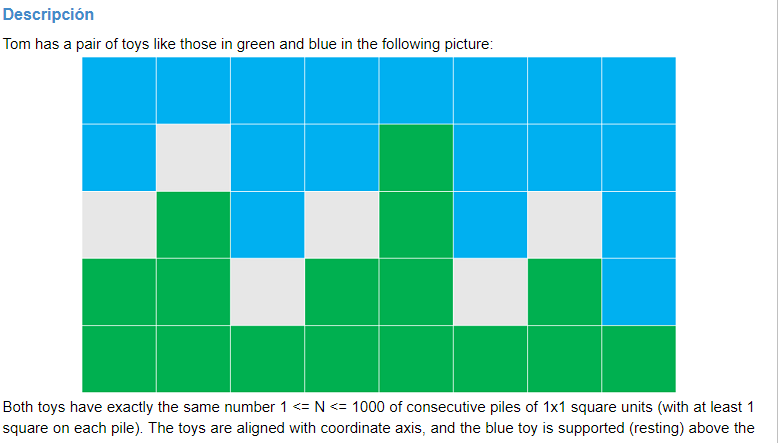 Descripción
Tom has a pair of toys like those in green and blue in the following picture:
Both toys have exactly the same number 1 <= N <= 1000 of consecutive piles of 1x1 square units (with at least 1
square on each pile). The toys are aligned with coordinate axis, and the blue toy is supported (resting) above the